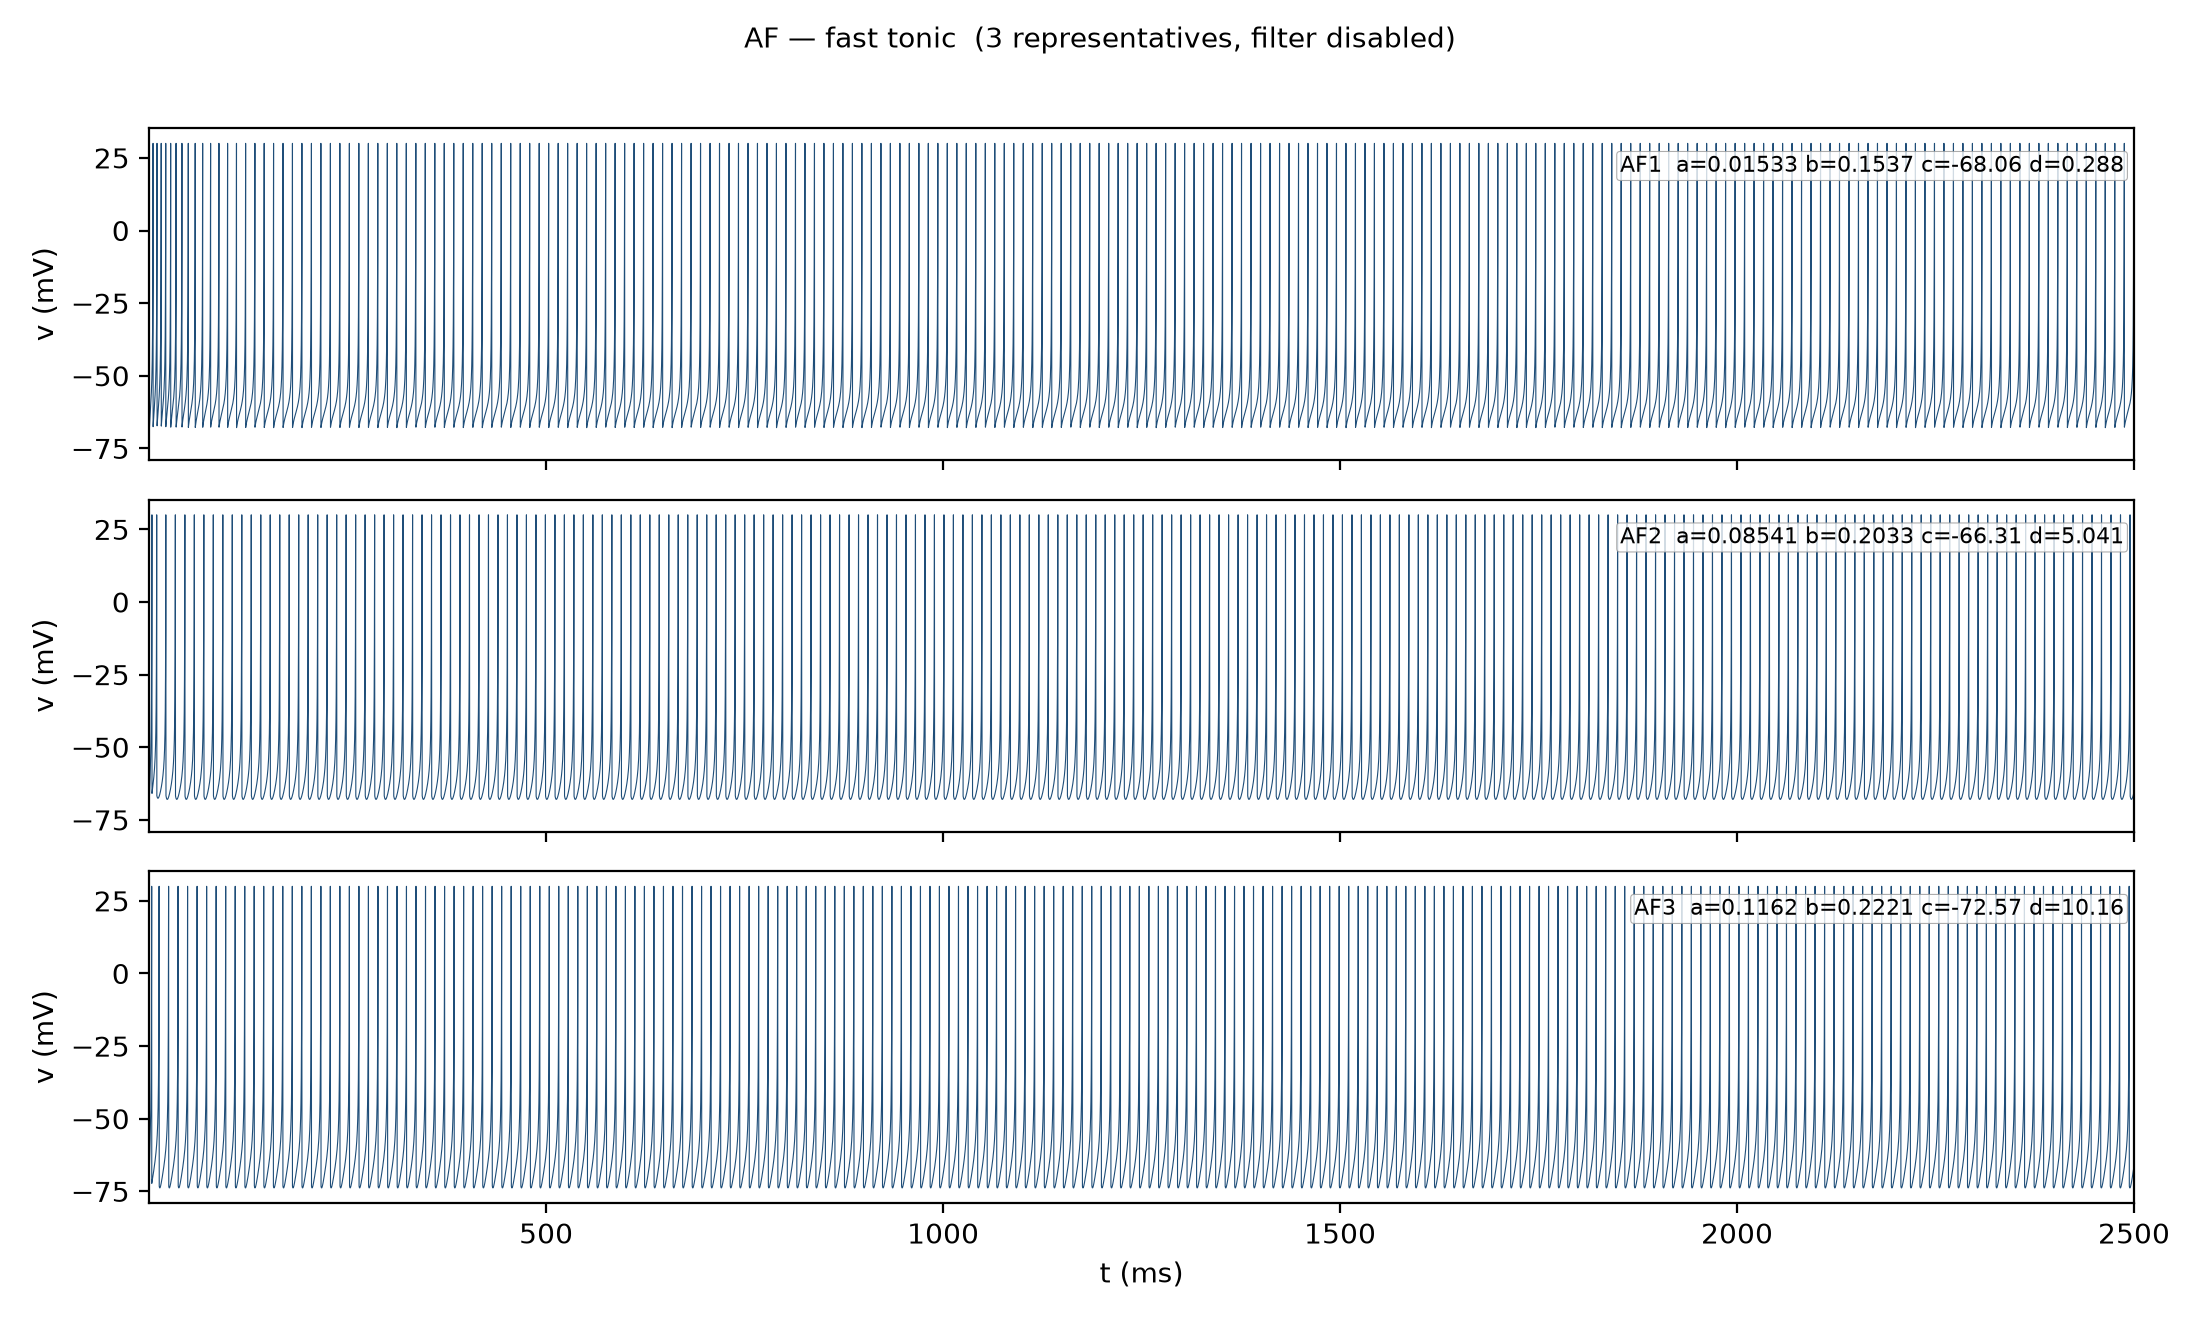 AF — fast tonic  (3 representatives, filter disabled)
25
0
−25
−50
−75
v (mV)
AF1  a=0.01533 b=0.1537 c=-68.06 d=0.288
25
0
−25
−50
−75
v (mV)
AF2  a=0.08541 b=0.2033 c=-66.31 d=5.041
25
0
−25
−50
−75
v (mV)
AF3  a=0.1162 b=0.2221 c=-72.57 d=10.16
500 1000 1500 2000 2500
t (ms)